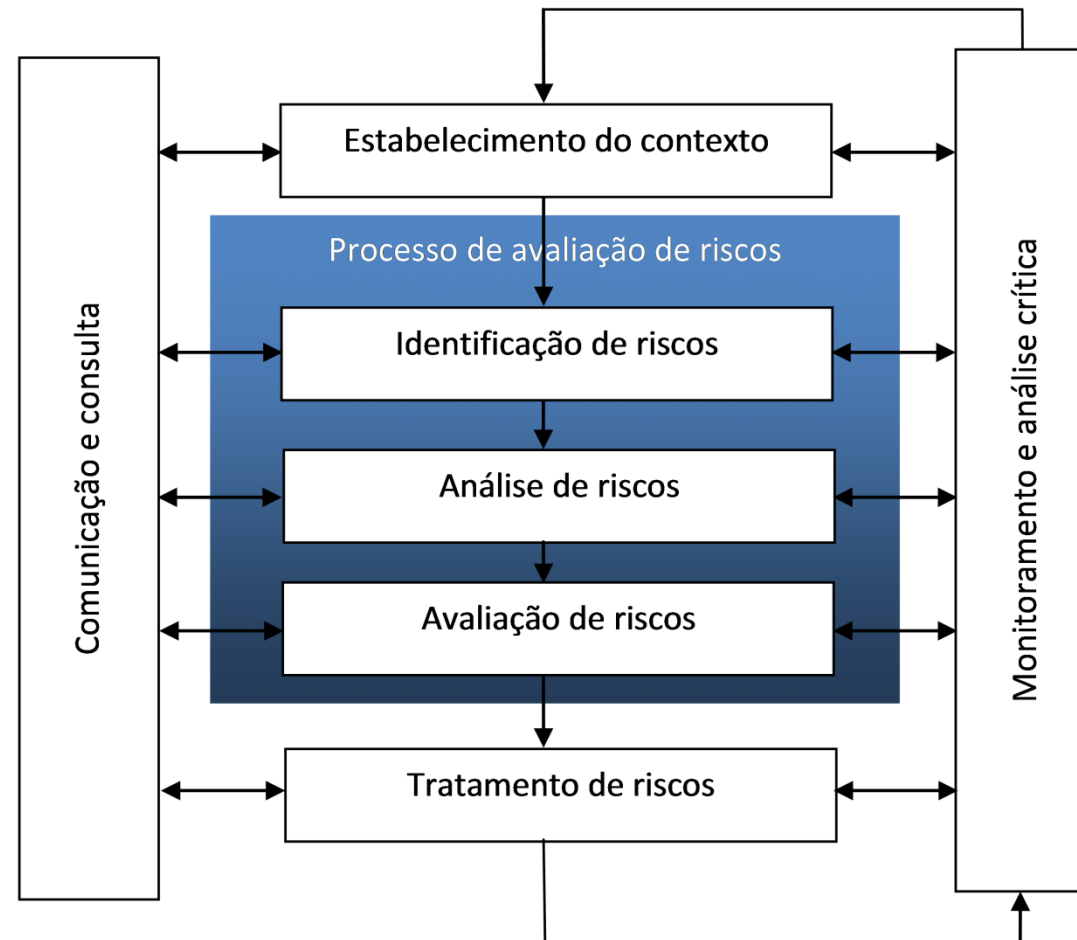 Estabelecimento do contexto
Processo de avaliação de riscos
Identificação de riscos
Análise de riscos
Avaliação de riscos
Tratamento de riscos
Comunicação e consulta
Monitoramento e análise crítica